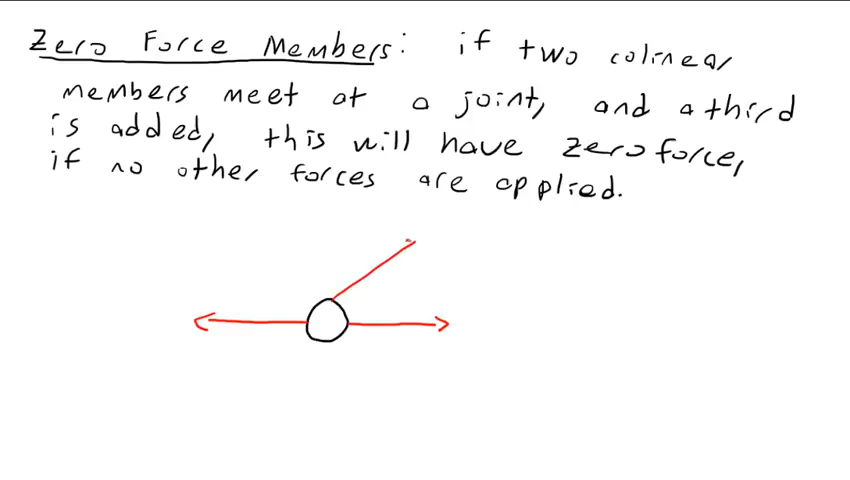 Zero Force Members: if two colinear
members meet at a joint, and a third
is added, this will have zero force,
if no other forces are applied.